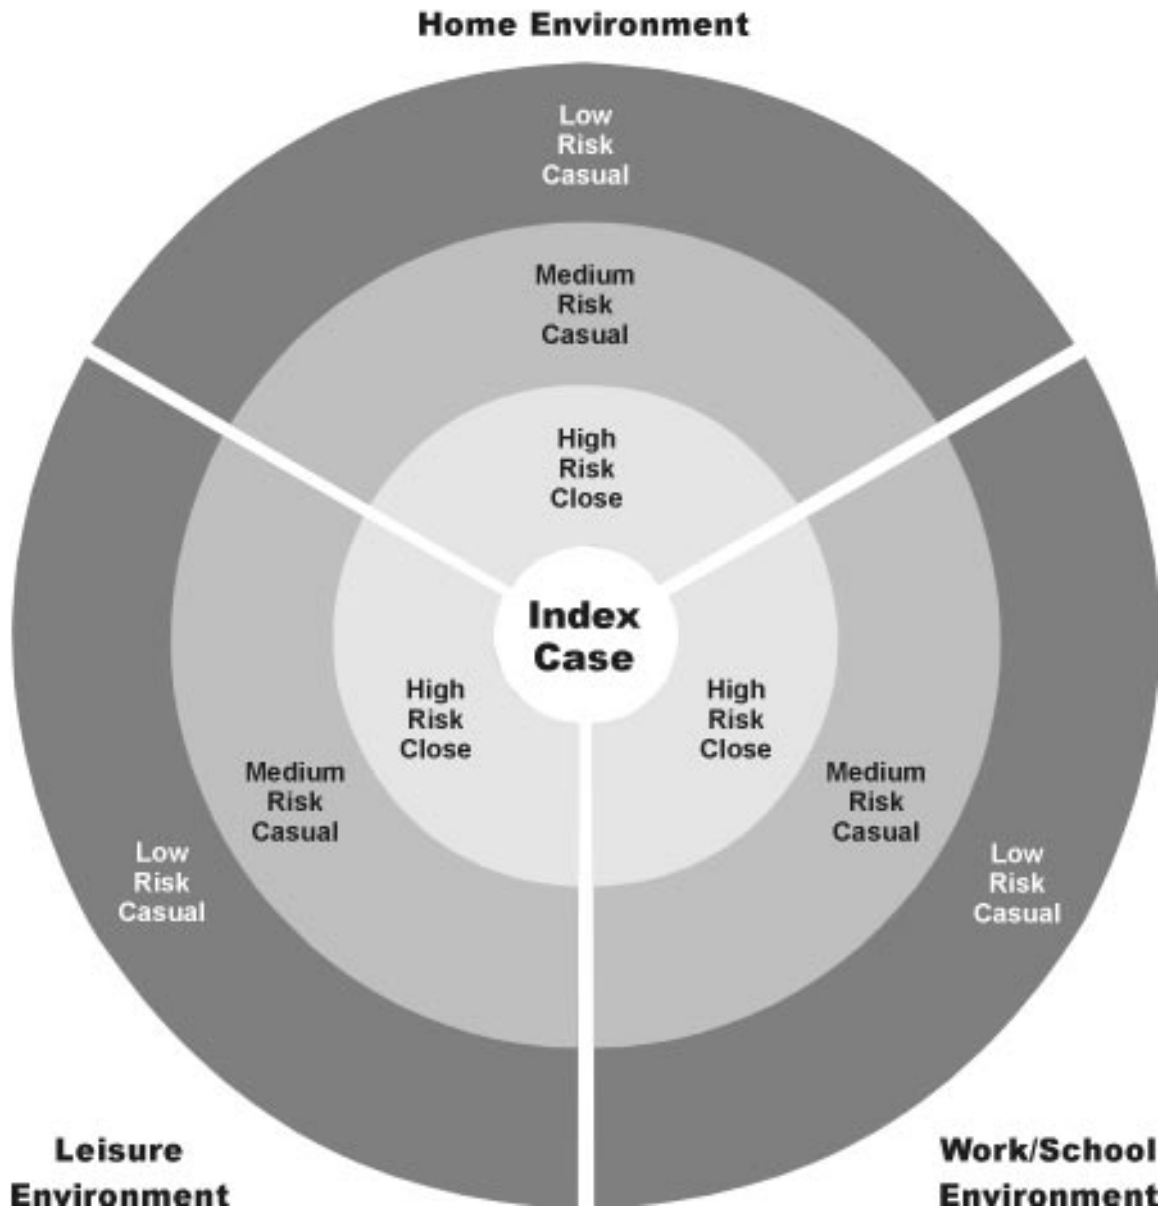 Home Environment
Low
Risk
Casual
Medium
Risk
Casual
High
Risk
Close
Index
Case
High
Risk
Close
High
Risk
Close
Medium
Risk
Casual
Medium
Risk
Casual
Low
Risk
Casual
Low
Risk
Casual
Leisure
Environment
Work/School
Environment